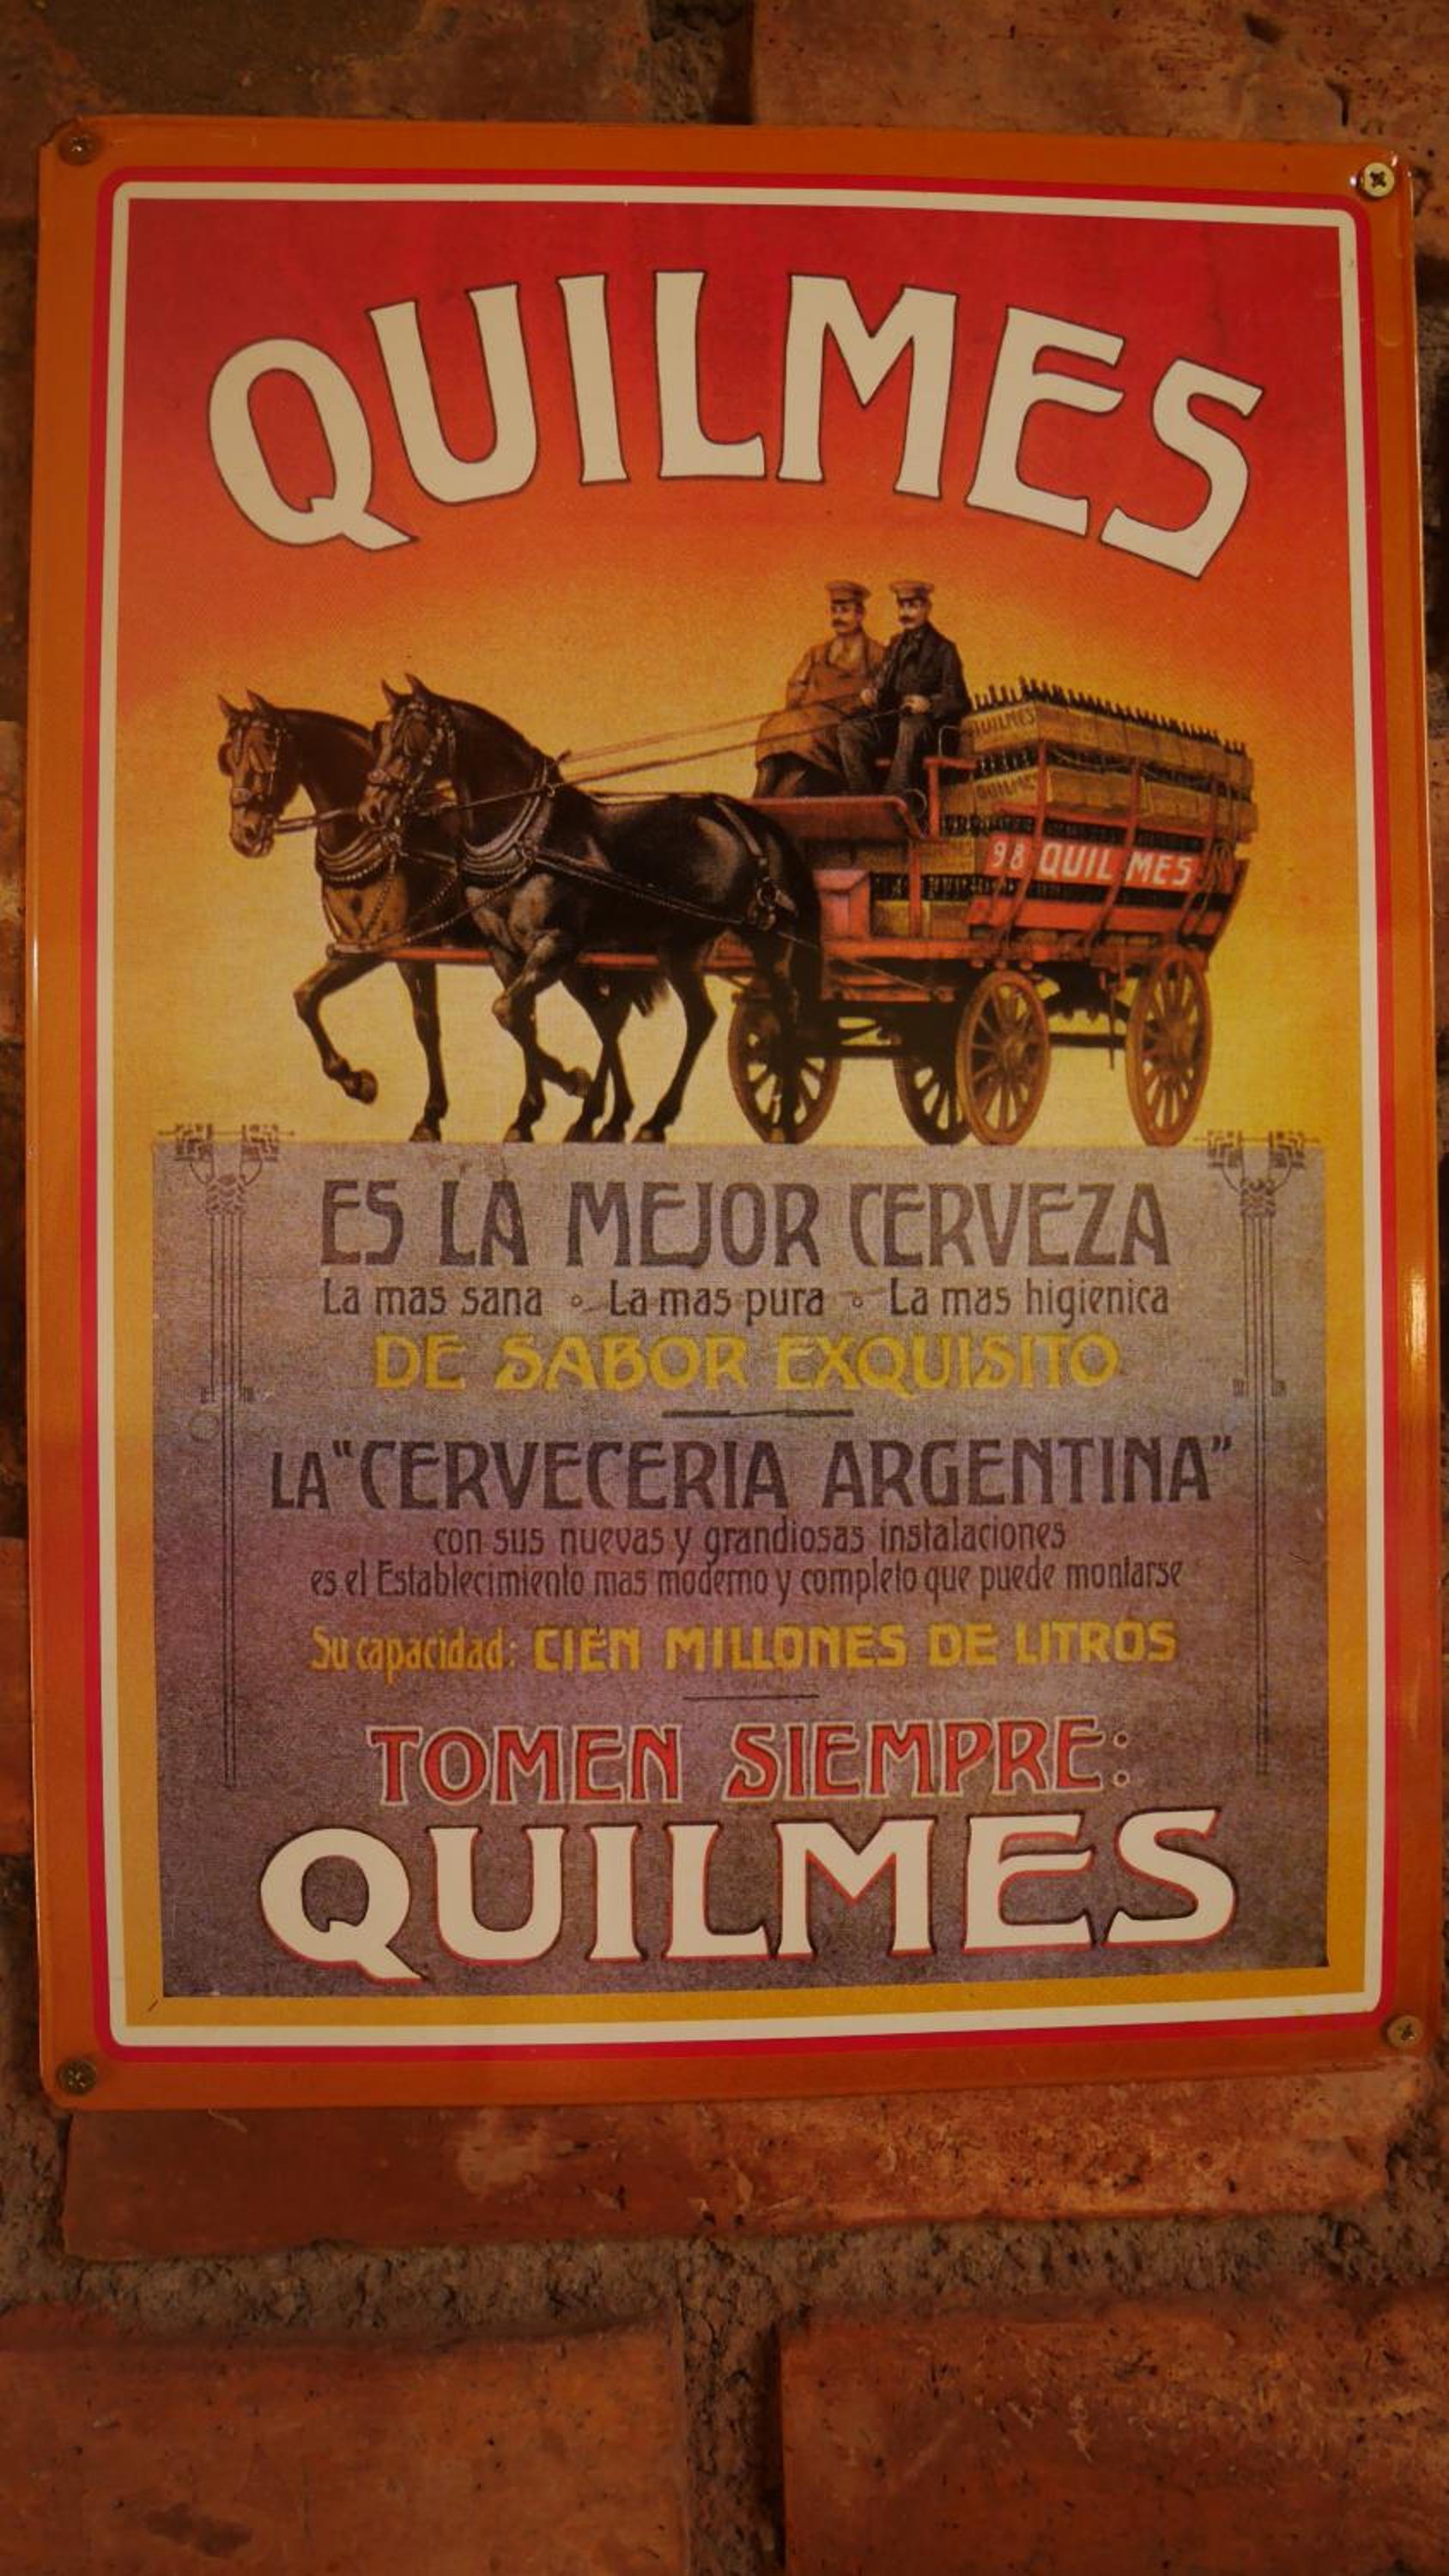 QUILMES
QUILMES
QUILMES
98 QUILMES
ES LA MEJOR CERVEZA
La mas sana ∘ La mas pura ∘ La mas higienica
DE SABOR EXQUISITO
LA "CERVECERIA ARGENTINA"
con sus nuevas y grandiosas instalaciones
es el Establecimiento mas moderno y completo que puede montarse
Su capacidad: CIEN MILLONES DE LITROS
TOMEN SIEMPRE:
QUILMES